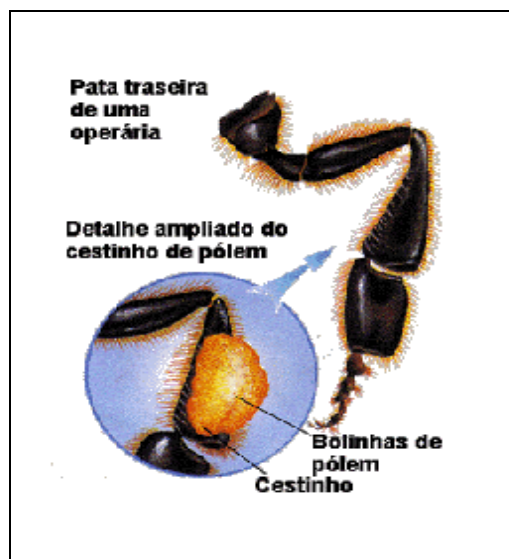 Pata traseira
de uma
operária
Detalhe ampliado do
cestinho de pólem
Bolinhas de
pólem
Cestinho